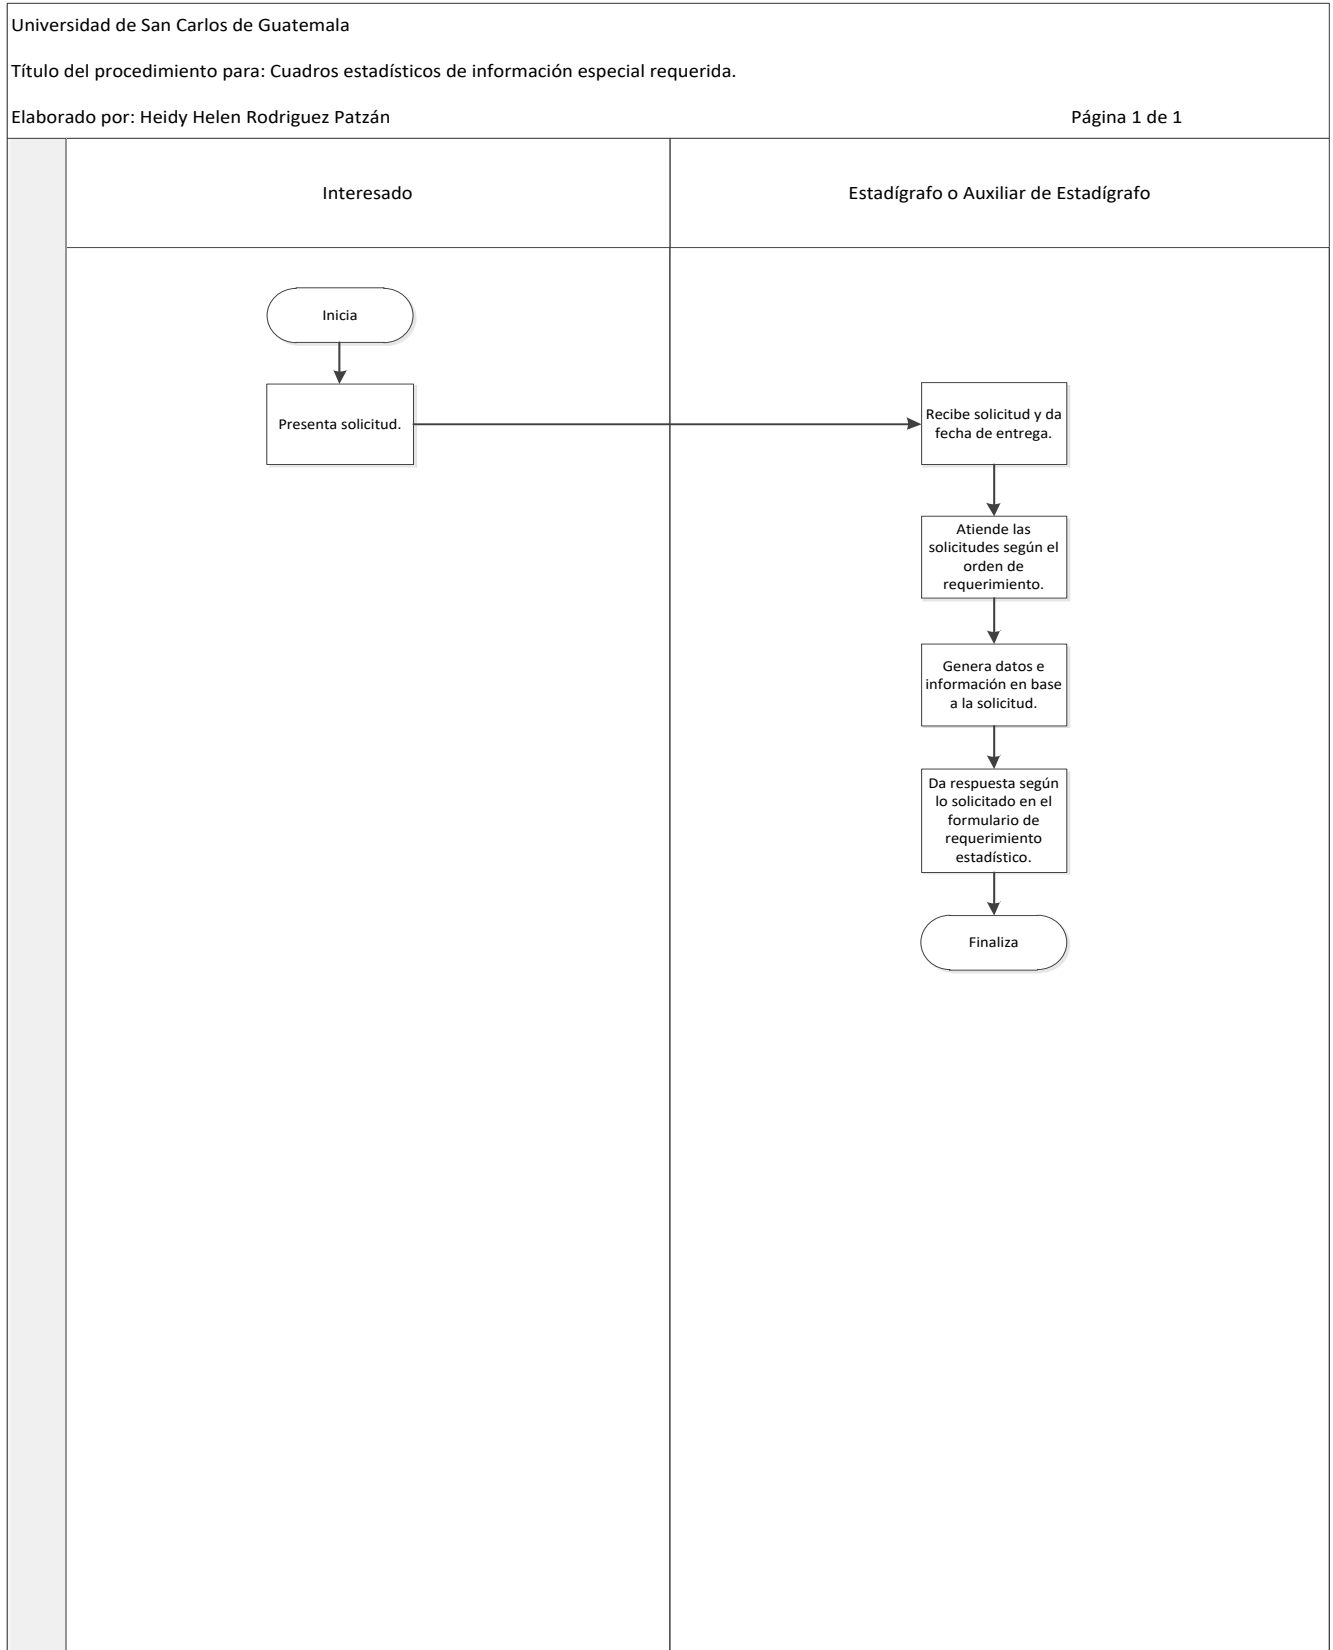 Universidad de San Carlos de Guatemala
Título del procedimiento para: Cuadros estadísticos de información especial requerida.
Elaborado por: Heidy Helen Rodriguez Patzán
Página 1 de 1
Interesado
Estadígrafo o Auxiliar de Estadígrafo
Inicia
Presenta solicitud.
Recibe solicitud y da
fecha de entrega.
Atiende las
solicitudes según el
orden de
requerimiento.
Genera datos e
información en base
a la solicitud.
Da respuesta según
lo solicitado en el
formulario de
requerimiento
estadístico.
Finaliza